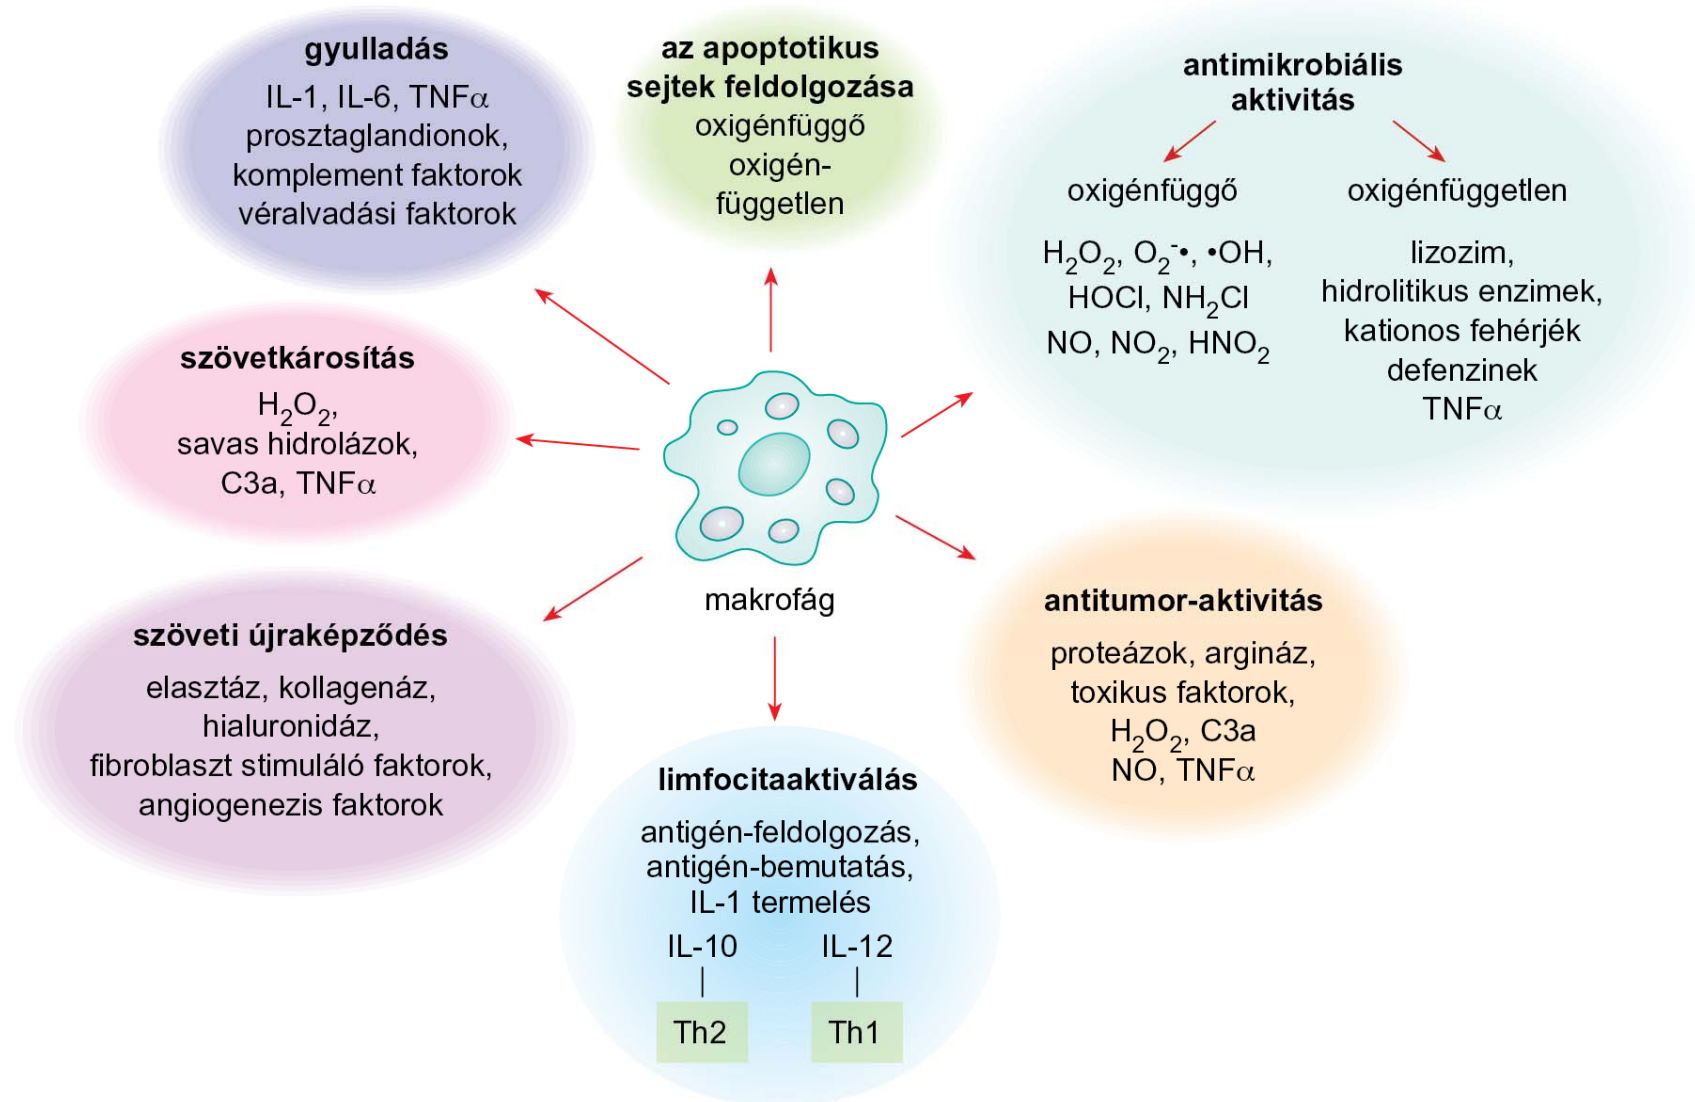 gyulladás
IL-1, IL-6, TNFα
prosztaglandionok,
komplement faktorok
véralvadási faktorok
az apoptotikus
sejtek feldolgozása
oxigénfüggő
oxigén-
független
antimikrobiális
aktivitás
oxigénfüggő
H₂O₂, O₂⁻•, •OH,
HOCl, NH₂Cl
NO, NO₂, HNO₂
oxigénfüggetlen
lizozim,
hidrolitikus enzimek,
kationos fehérjék
defenzinek
TNFα
szövetkárosítás
H₂O₂,
savas hidrolázok,
C3a, TNFα
makrofág
szöveti újraképződés
elasztáz, kollagenáz,
hialuronidáz,
fibroblaszt stimuláló faktorok,
angiogenezis faktorok
antitumor-aktivitás
proteázok, argináz,
toxikus faktorok,
H₂O₂, C3a
NO, TNFα
limfocitaaktiválás
antigén-feldolgozás,
antigén-bemutatás,
IL-1 termelés
IL-10 IL-12
Th2 Th1